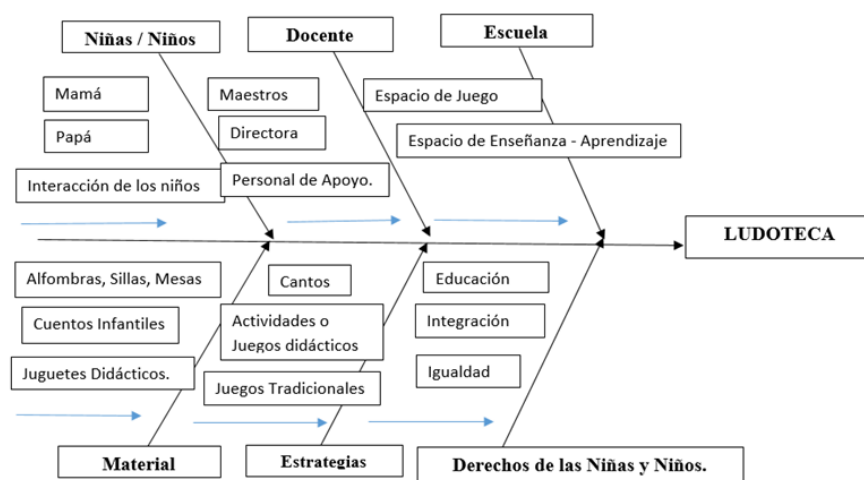 Niñas / Niños
Docente
Escuela
Mamá
Maestros
Espacio de Juego
Papá
Directora
Espacio de Enseñanza - Aprendizaje
Interacción de los niños
Personal de Apoyo.
LUDOTECA
Alfombras, Sillas, Mesas
Cantos
Educación
Cuentos Infantiles
Actividades o
Juegos didácticos
Integración
Juguetes Didácticos.
Juegos Tradicionales
Igualdad
Material
Estrategias
Derechos de las Niñas y Niños.